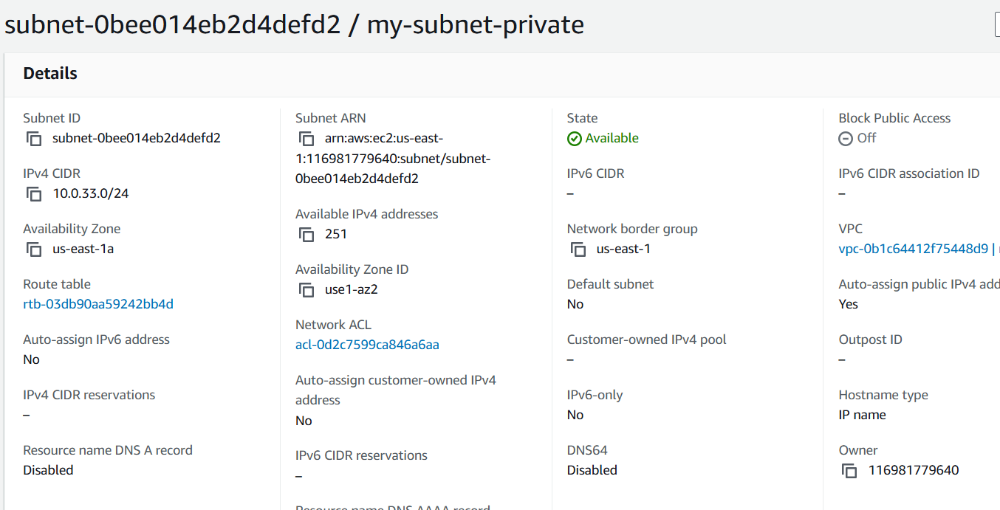 subnet-0bee014eb2d4defd2 / my-subnet-private
Details
Subnet ID
subnet-0bee014eb2d4defd2
IPv4 CIDR
10.0.33.0/24
Availability Zone
us-east-1a
Route table
rtb-03db90aa59242bb4d
Auto-assign IPv6 address
No
IPv4 CIDR reservations
–
Resource name DNS A record
Disabled
Subnet ARN
arn:aws:ec2:us-east-
1:116981779640:subnet/subnet-
0bee014eb2d4defd2
Available IPv4 addresses
251
Availability Zone ID
use1-az2
Network ACL
acl-0d2c7599ca846a6aa
Auto-assign customer-owned IPv4
address
No
IPv6 CIDR reservations
–
Resource name DNS AAAA record
State
Available
IPv6 CIDR
–
Network border group
us-east-1
Default subnet
No
Customer-owned IPv4 pool
–
IPv6-only
No
DNS64
Disabled
Block Public Access
Off
IPv6 CIDR association ID
–
VPC
vpc-0b1c64412f75448d9 |
Auto-assign public IPv4 add
Yes
Outpost ID
–
Hostname type
IP name
Owner
116981779640